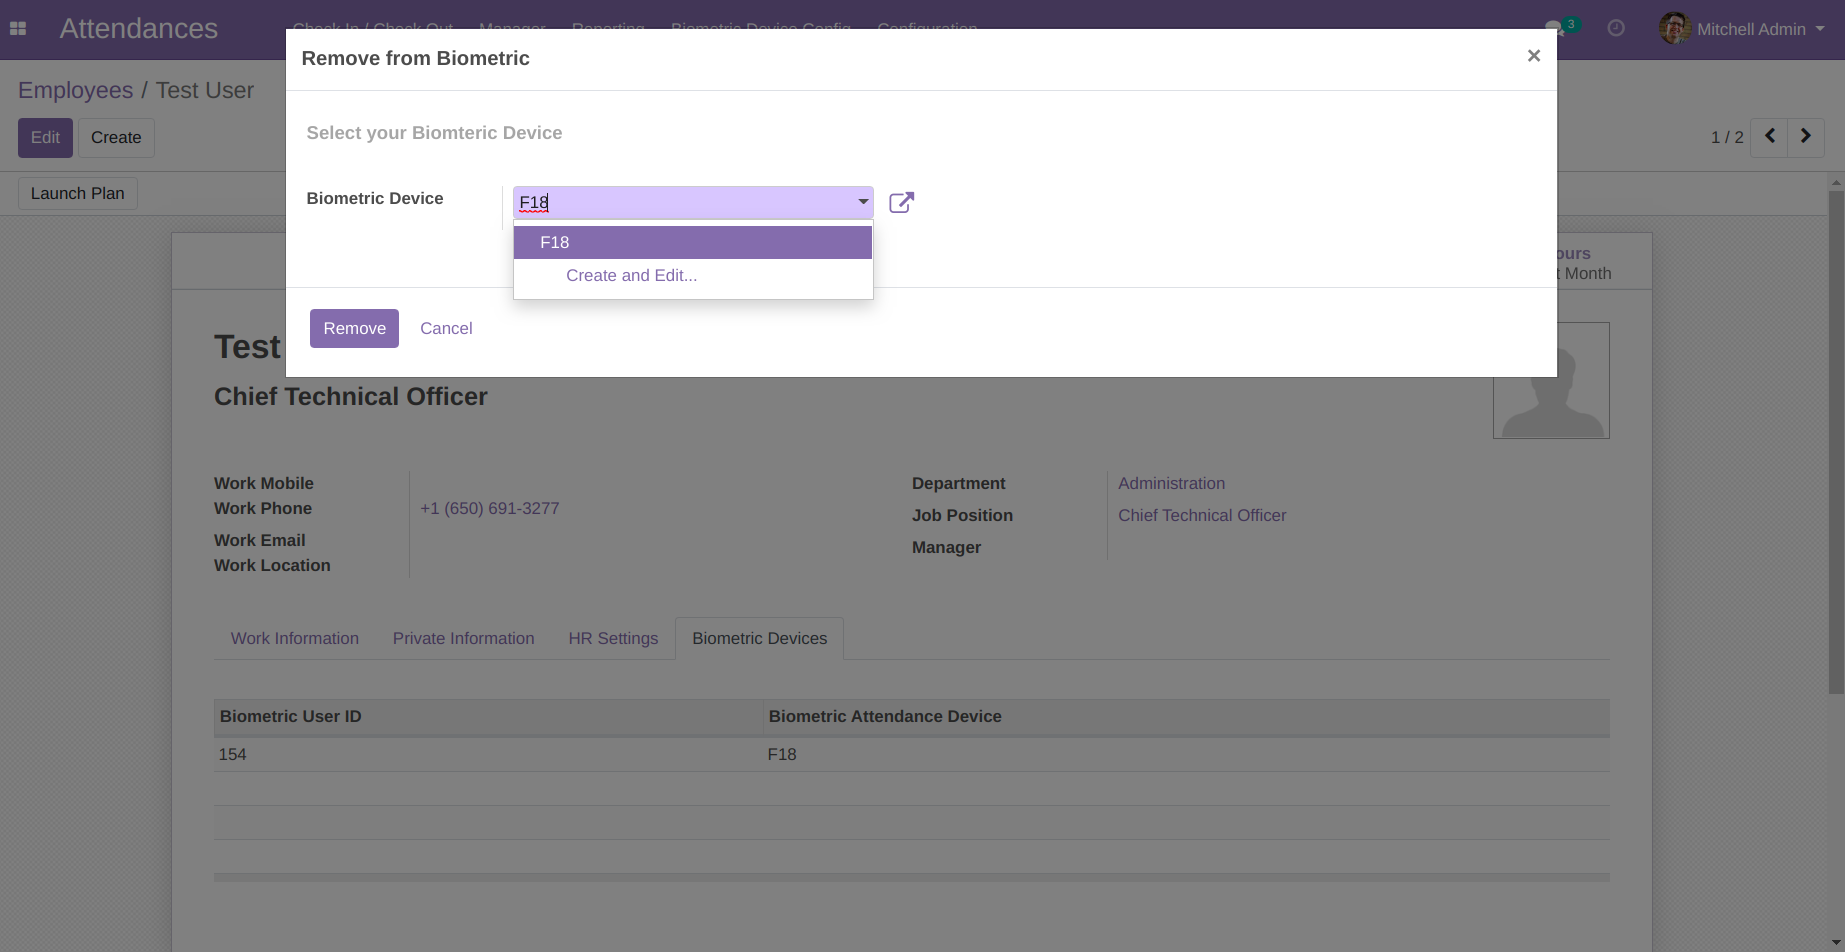 Attendances Check In / Check Out Manager Reporting Biometric Device Config Configuration 3 Mitchell Admin
Remove from Biometric ×
Employees / Test User
Select your Biomteric Device
Edit Create 1 / 2
Launch Plan
Biometric Device F18
F18
Create and Edit...
ours
t Month
Remove Cancel
Test
Chief Technical Officer
Work Mobile
Work Phone +1 (650) 691-3277
Work Email
Work Location
Department Administration
Job Position Chief Technical Officer
Manager
Work Information Private Information HR Settings Biometric Devices
Biometric User ID Biometric Attendance Device
154 F18